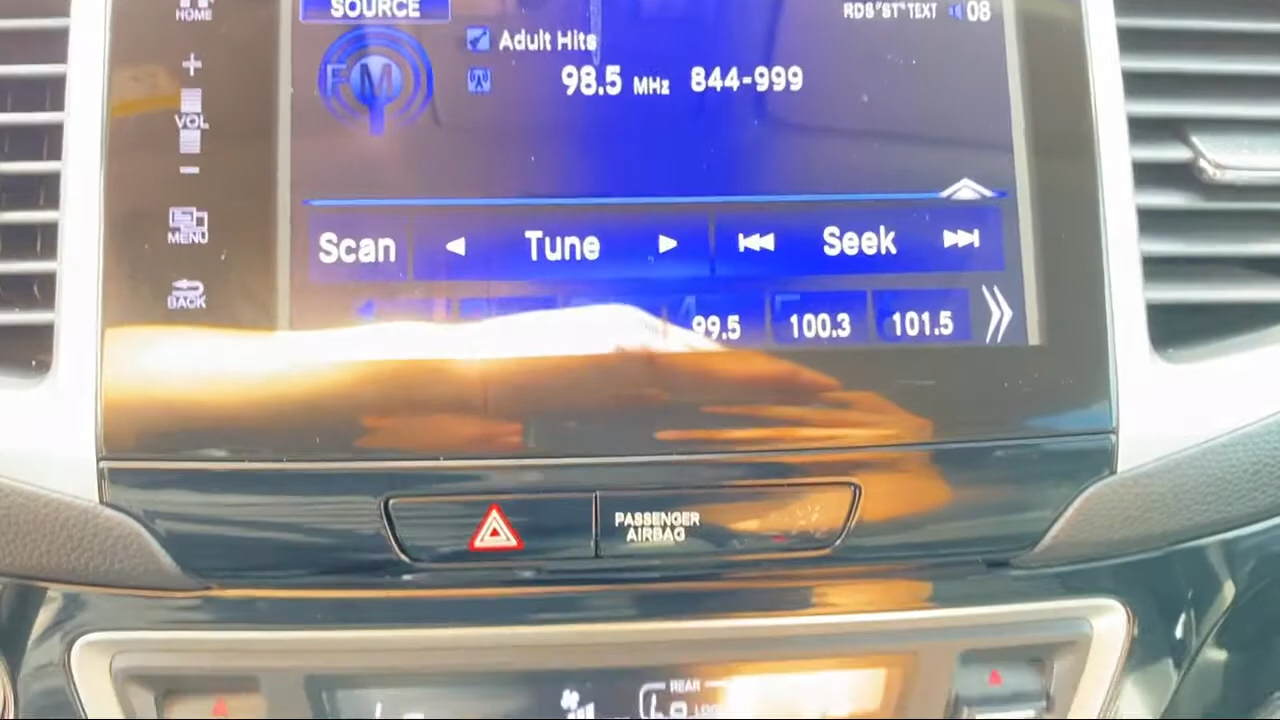 SOURCE
RDS "ST" TEXT 08
HOME
Adult Hits
FM
98.5 MHz 844-999
+
VOL
-
MENU
Scan Tune Seek
BACK
99.5 100.3 101.5
PASSENGER
AIRBAG
REAR